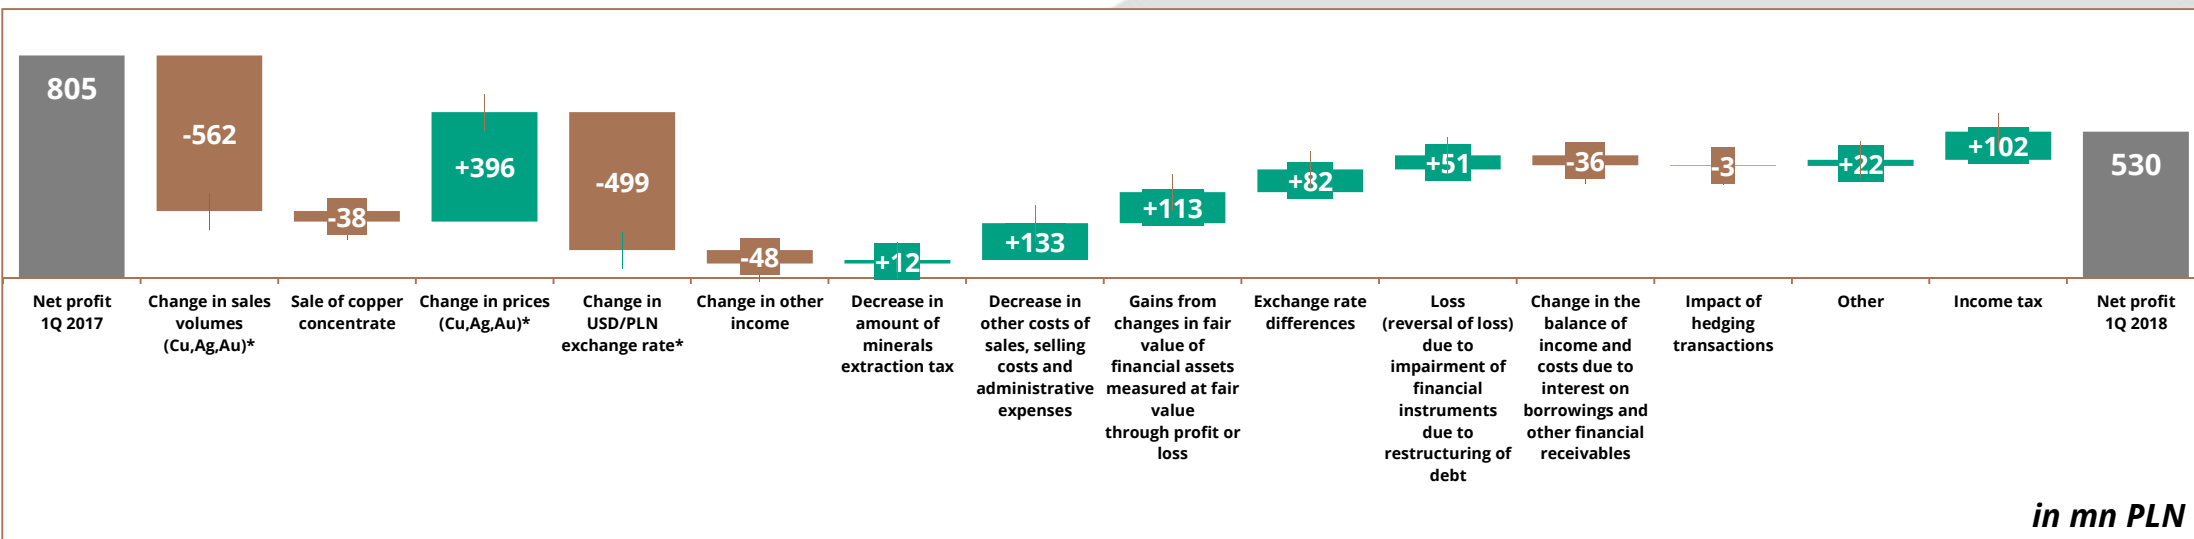 805
-562
-38
+396
-499
-48
+12
+133
+113
+82
+51
-36
-3
+22
+102
530
Net profit
1Q 2017
Change in sales
volumes
(Cu,Ag,Au)*
Sale of copper
concentrate
Change in prices
(Cu,Ag,Au)*
Change in
USD/PLN
exchange rate*
Change in other
income
Decrease in
amount of
minerals
extraction tax
Decrease in
other costs of
sales, selling
costs and
administrative
expenses
Gains from
changes in fair
value of
financial assets
measured at fair
value
through profit or
loss
Exchange rate
differences
Loss
(reversal of loss)
due to
impairment of
financial
instruments
due to
restructuring of
debt
Change in the
balance of
income and
costs due to
interest on
borrowings and
other financial
receivables
Impact of
hedging
transactions
Other
Income tax
Net profit
1Q 2018
in mn PLN